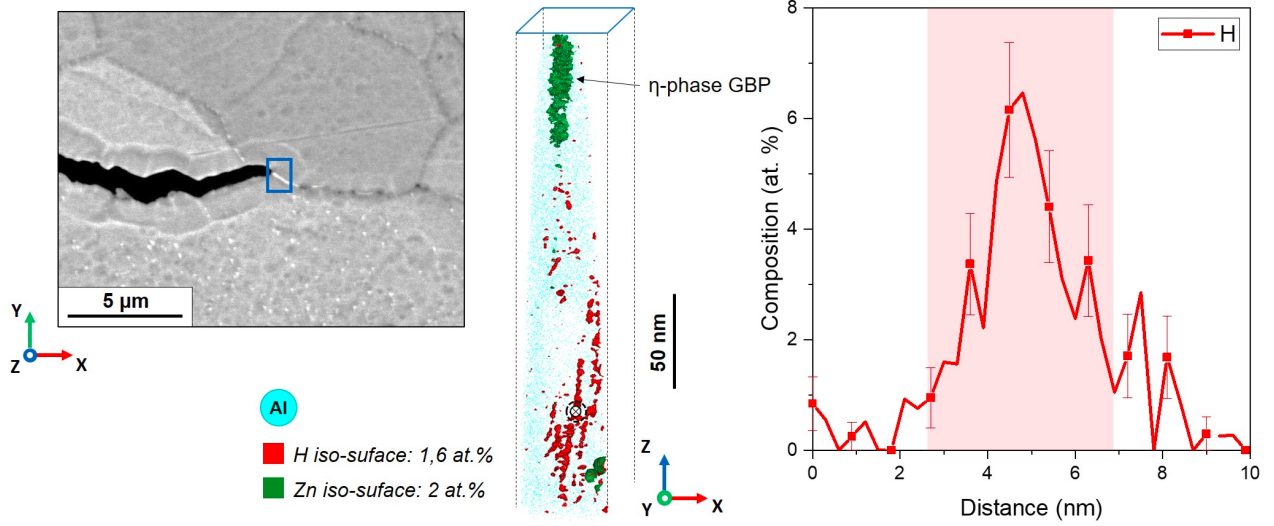 5 µm
Y
Z
X
Al
H iso-suface: 1,6 at.%
Zn iso-suface: 2 at.%
η-phase GBP
50 nm
Z
Y
X
8
6
4
2
0
Composition (at. %)
H
0
2
4
6
8
10
Distance (nm)